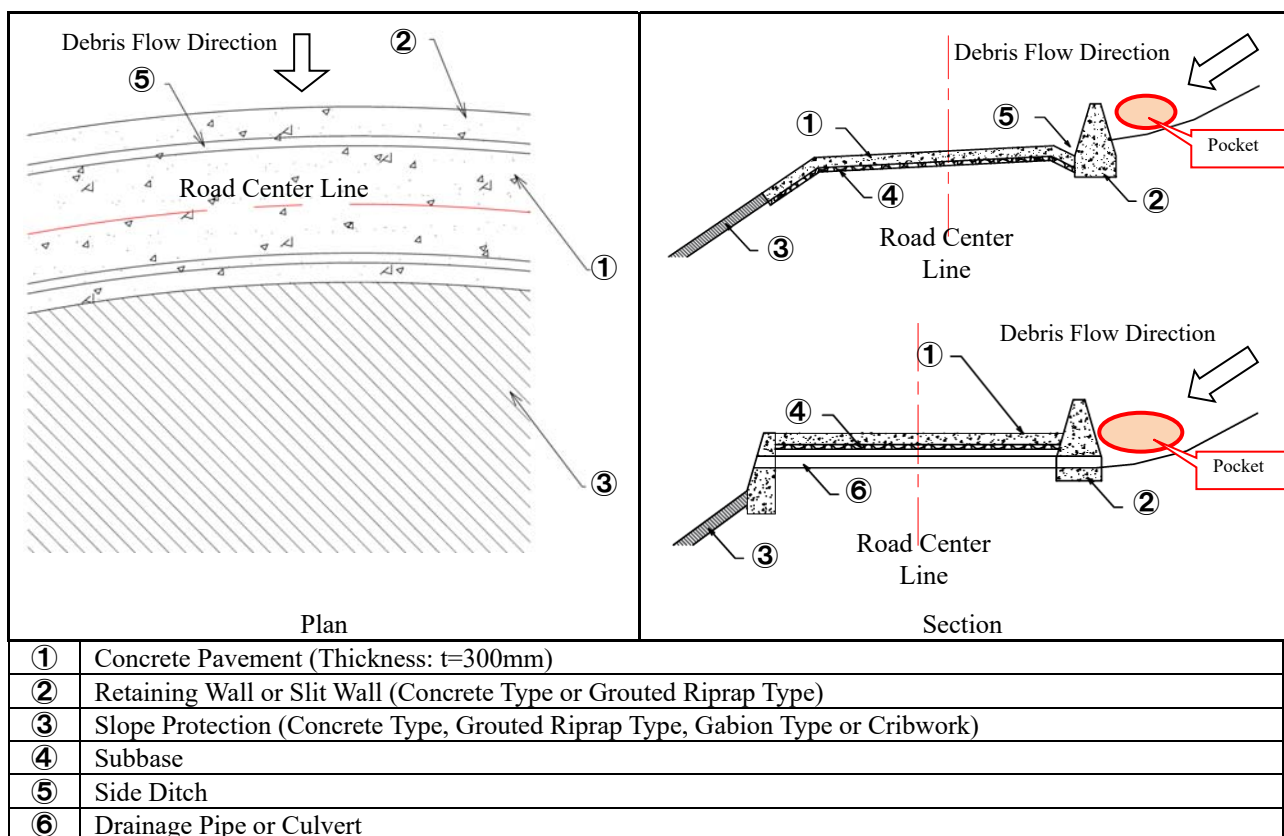 Debris Flow Direction
②
⑤
Road Center Line
①
③
Plan
Debris Flow Direction
①
⑤
Pocket
④
②
③
Road Center
Line
Debris Flow Direction
①
④
Pocket
⑥
②
③
Road Center
Line
Section
① Concrete Pavement (Thickness: t=300mm)
② Retaining Wall or Slit Wall (Concrete Type or Grouted Riprap Type)
③ Slope Protection (Concrete Type, Grouted Riprap Type, Gabion Type or Cribwork)
④ Subbase
⑤ Side Ditch
⑥ Drainage Pipe or Culvert